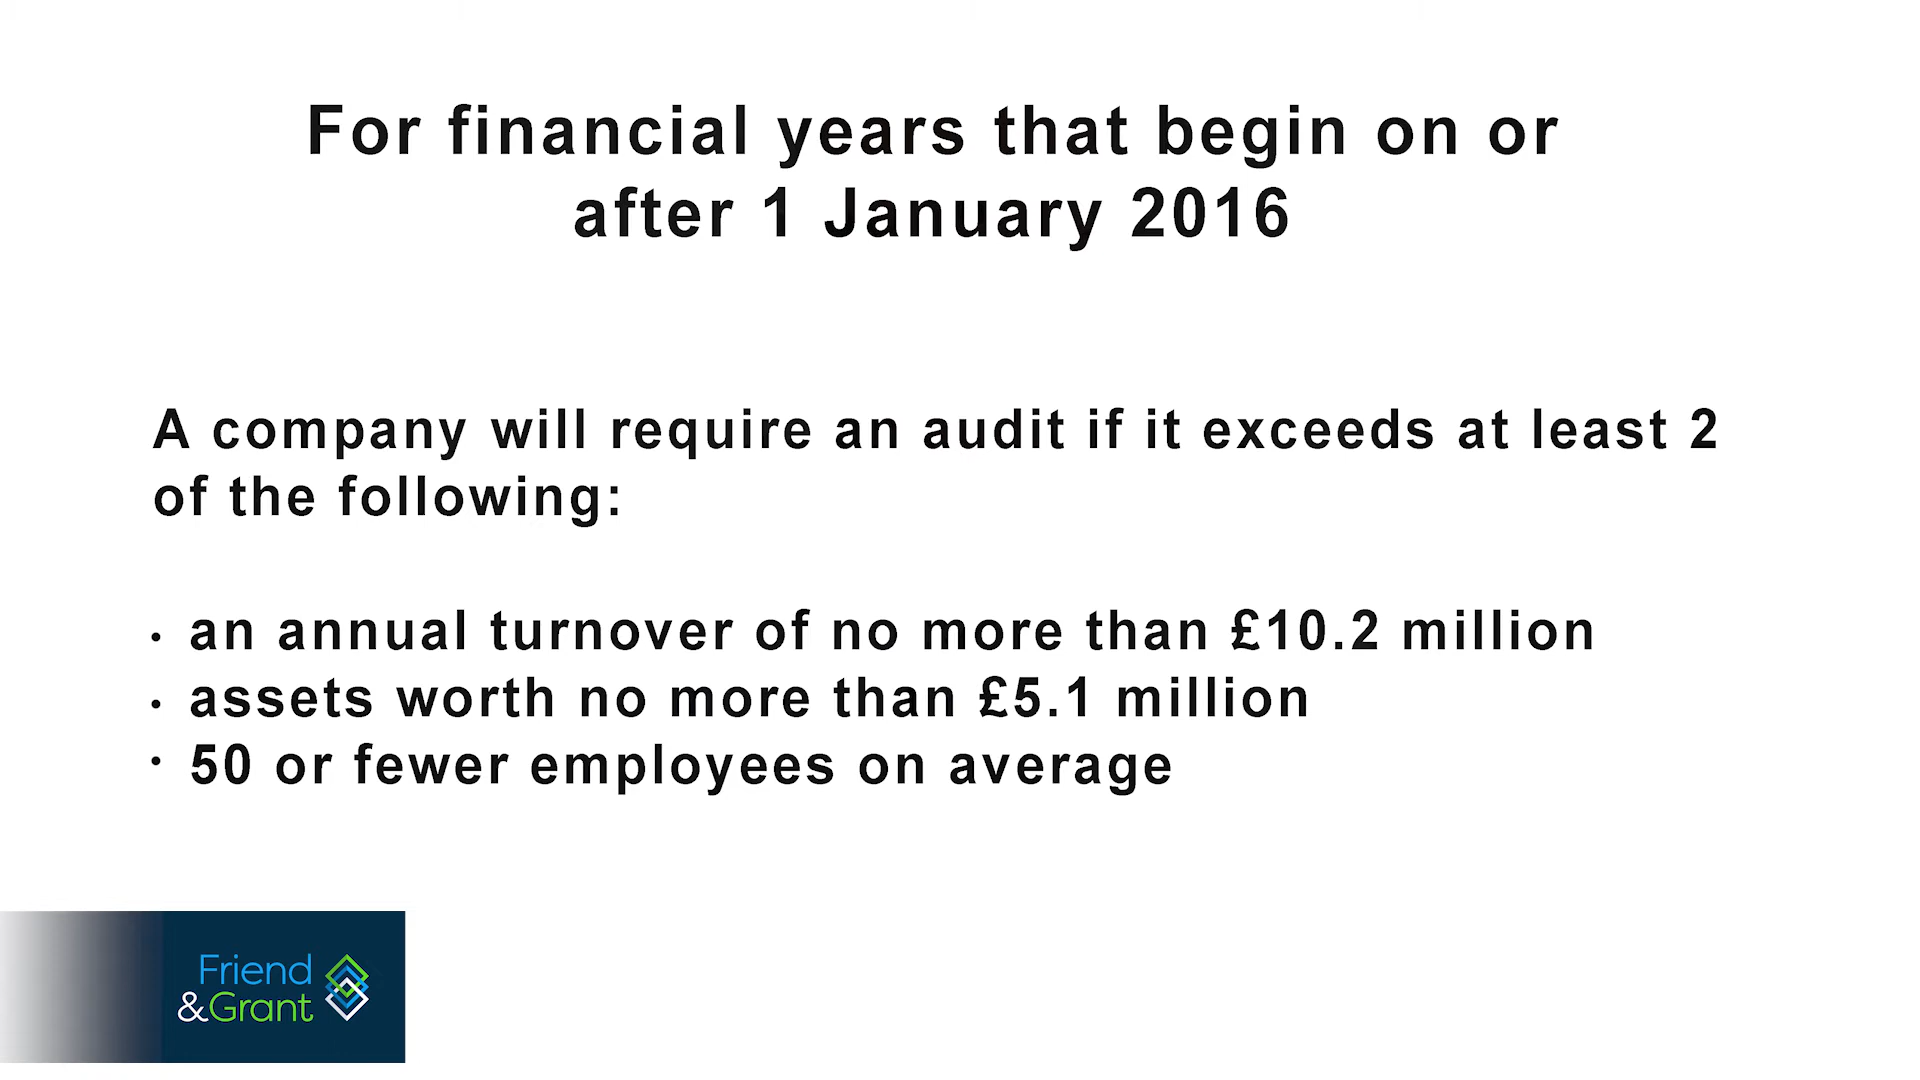 For financial years that begin on or
after 1 January 2016
A company will require an audit if it exceeds at least 2
of the following:
• an annual turnover of no more than £10.2 million
• assets worth no more than £5.1 million
• 50 or fewer employees on average
Friend
&Grant